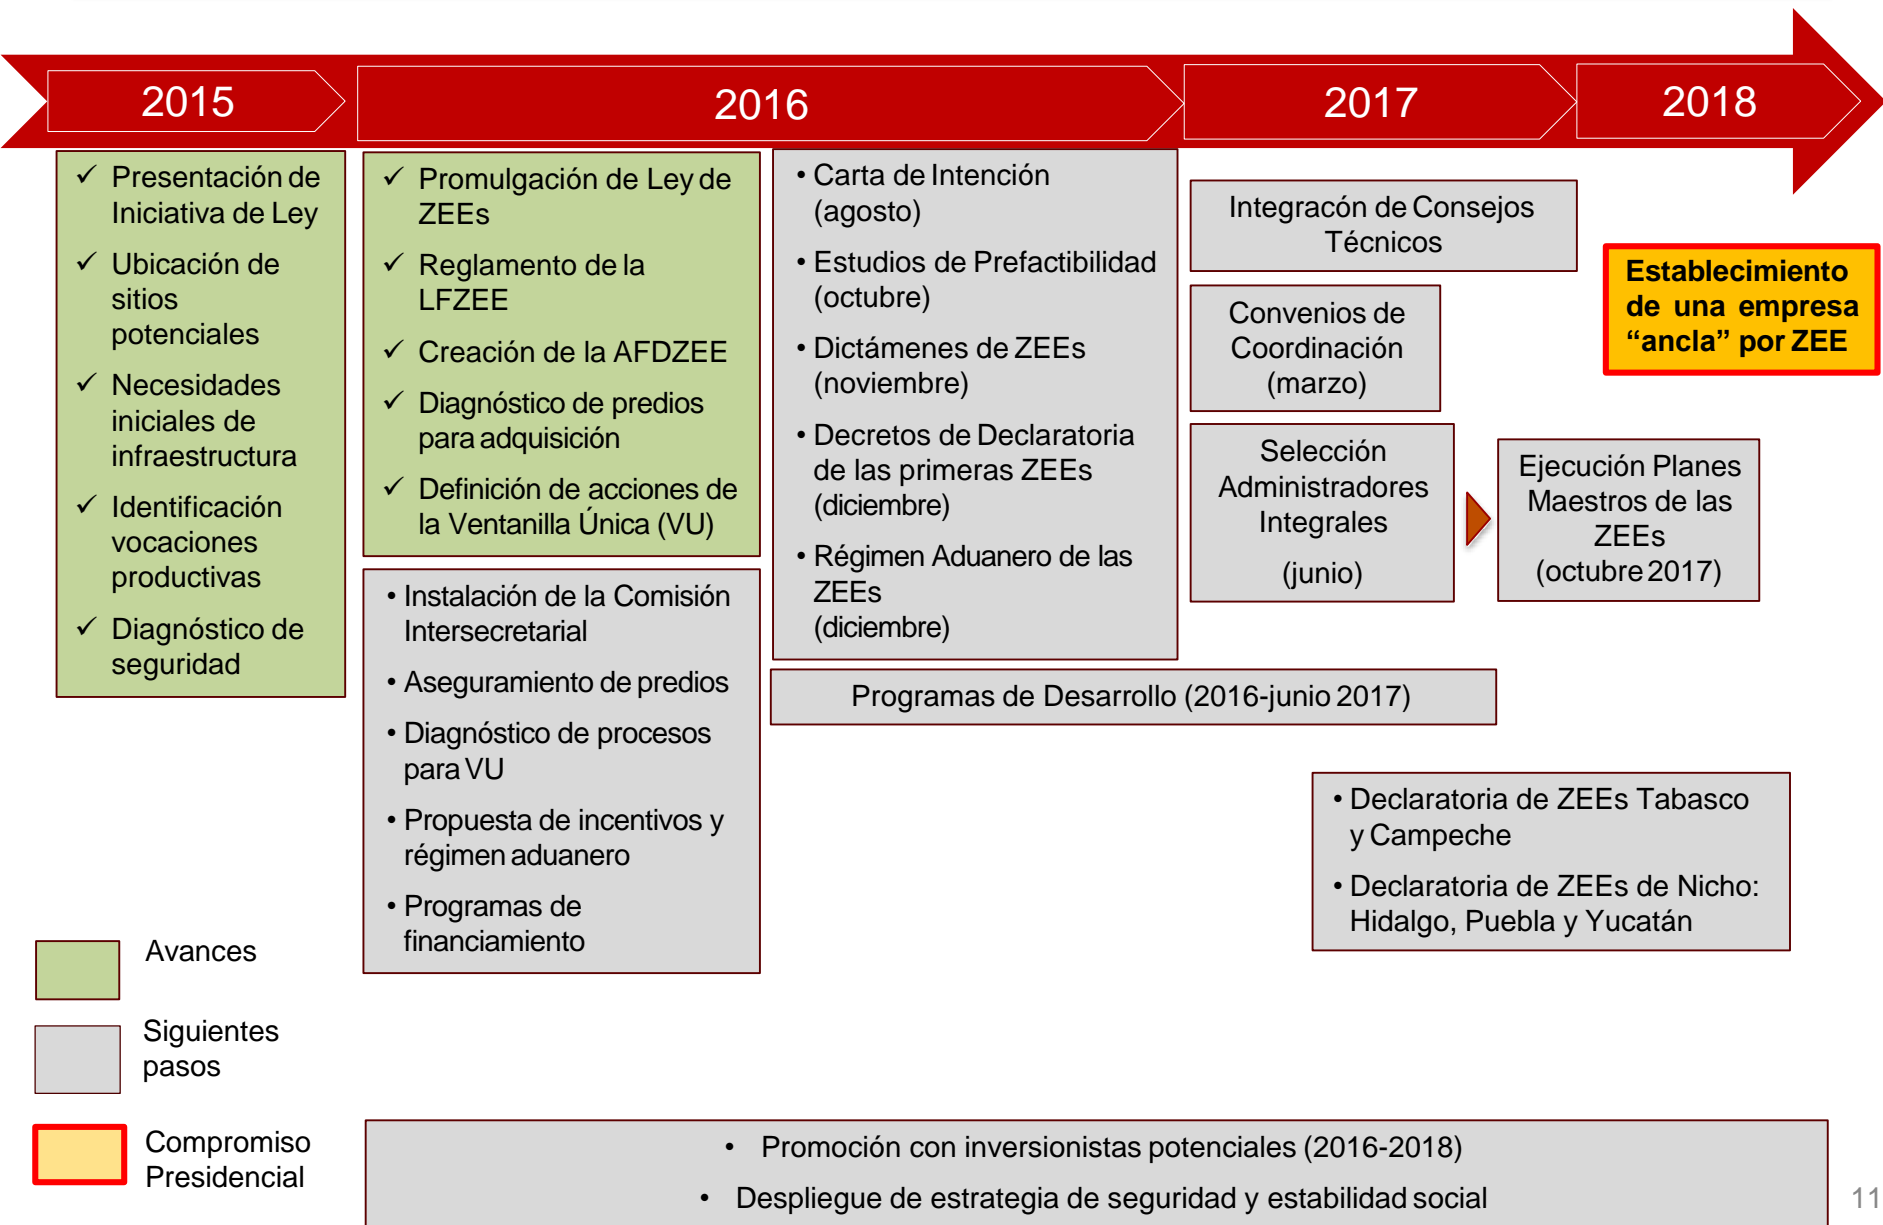 2015
2016
2017
2018
✓ Presentación de
Iniciativa de Ley
✓ Ubicación de
sitios
potenciales
✓ Necesidades
iniciales de
infraestructura
✓ Identificación
vocaciones
productivas
✓ Diagnóstico de
seguridad
✓ Promulgación de Ley de
ZEEs
✓ Reglamento de la
LFZEE
✓ Creación de la AFDZEE
✓ Diagnóstico de predios
para adquisición
✓ Definición de acciones de
la Ventanilla Única (VU)
• Instalación de la Comisión
Intersecretarial
• Aseguramiento de predios
• Diagnóstico de procesos
para VU
• Propuesta de incentivos y
régimen aduanero
• Programas de
financiamiento
• Carta de Intención
(agosto)
• Estudios de Prefactibilidad
(octubre)
• Dictámenes de ZEEs
(noviembre)
• Decretos de Declaratoria
de las primeras ZEEs
(diciembre)
• Régimen Aduanero de las
ZEEs
(diciembre)
Programas de Desarrollo (2016-junio 2017)
Integracón de Consejos
Técnicos
Convenios de
Coordinación
(marzo)
Selección
Administradores
Integrales
(junio)
Ejecución Planes
Maestros de las
ZEEs
(octubre 2017)
Establecimiento
de una empresa
“ancla” por ZEE
• Declaratoria de ZEEs Tabasco
y Campeche
• Declaratoria de ZEEs de Nicho:
Hidalgo, Puebla y Yucatán
Avances
Siguientes
pasos
Compromiso
Presidencial
• Promoción con inversionistas potenciales (2016-2018)
• Despliegue de estrategia de seguridad y estabilidad social
11